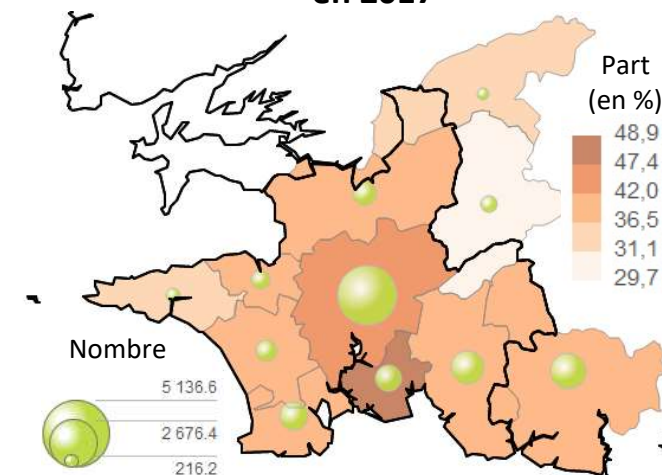 en 2017
Part
(en %)
48,9
47,4
42,0
36,5
31,1
29,7
Nombre
5 136.6
2 676.4
216.2